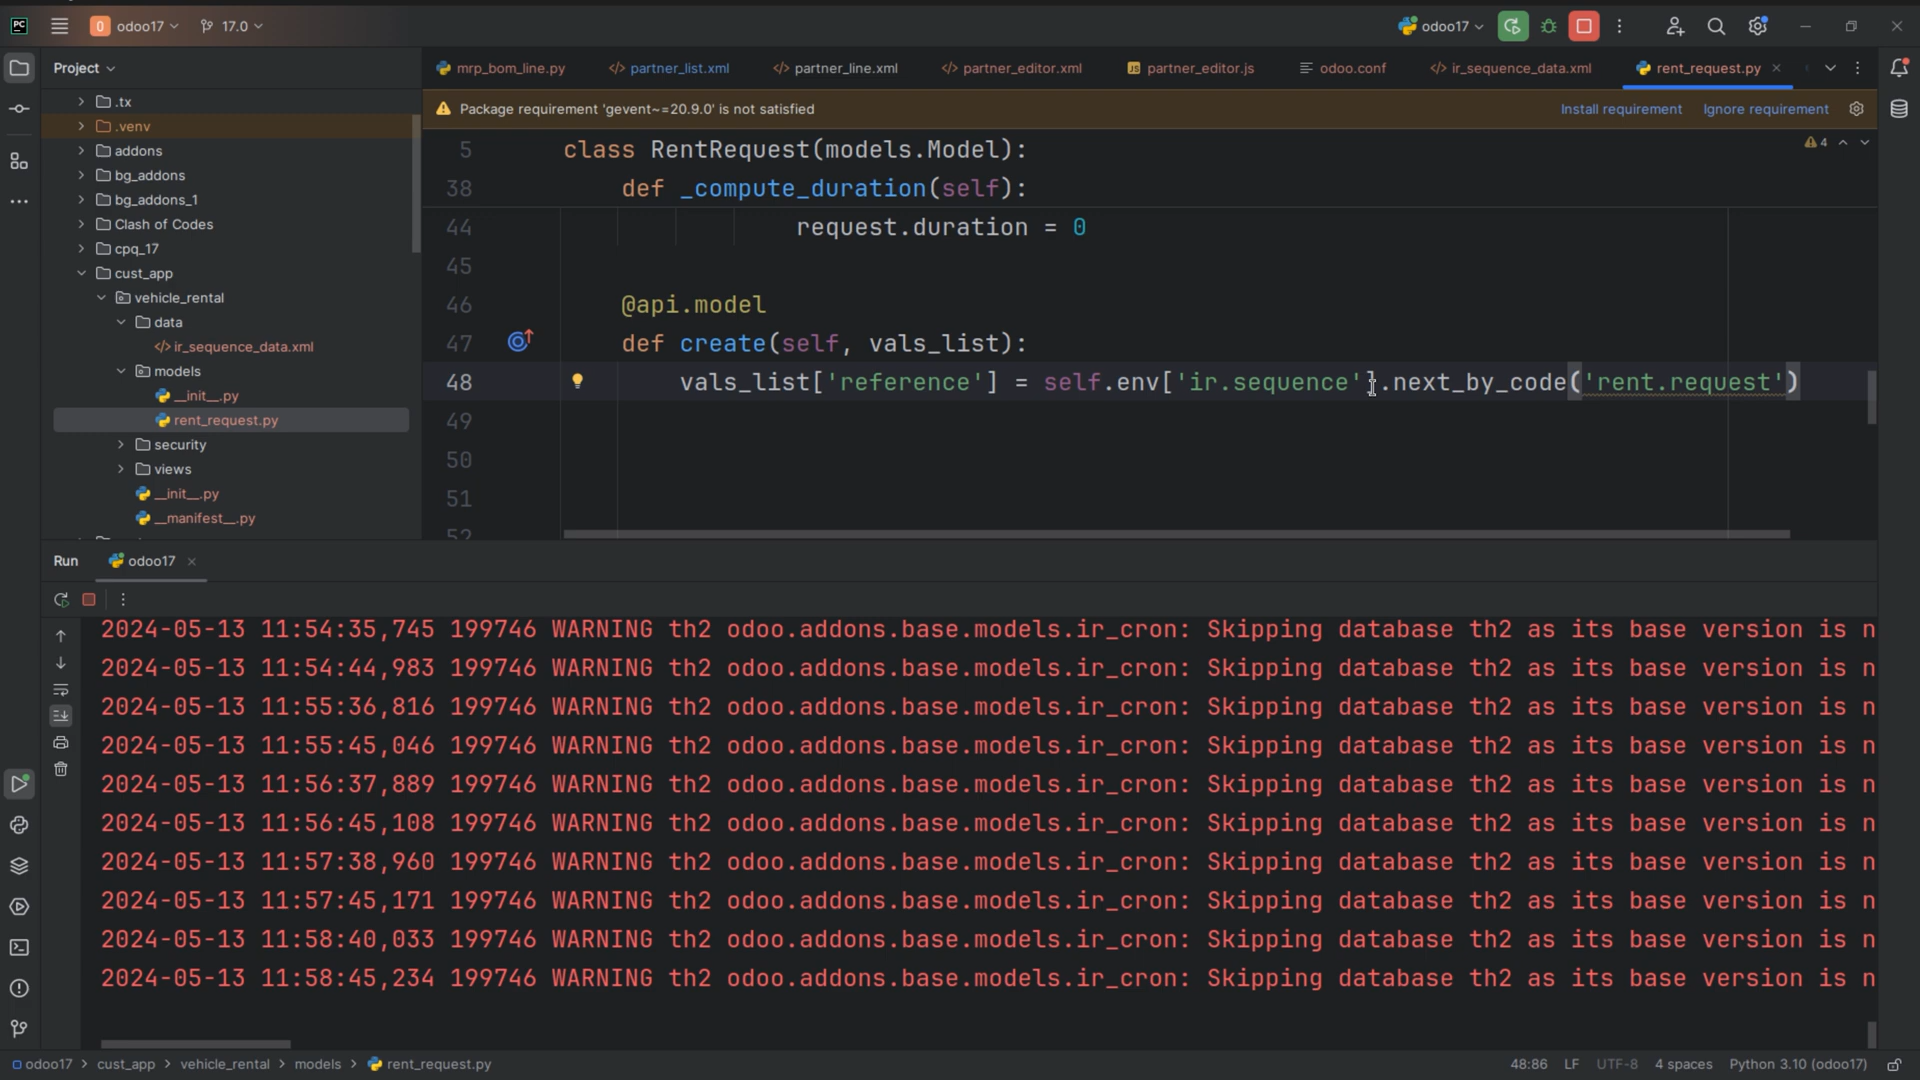 PC
O odoo17
17.0
odoo17
Project
mrp_bom_line.py
partner_list.xml
partner_line.xml
partner_editor.xml
JS partner_editor.js
odoo.conf
ir_sequence_data.xml
rent_request.py
Package requirement 'gevent~=20.9.0' is not satisfied
Install requirement
Ignore requirement
.tx
.venv
addons
bg_addons
bg_addons_1
Clash of Codes
cpq_17
cust_app
vehicle_rental
data
ir_sequence_data.xml
models
__init__.py
rent_request.py
security
views
__init__.py
__manifest__.py
4
5 class RentRequest(models.Model):
38 def _compute_duration(self):
44 request.duration = 0
45
46 @api.model
47 def create(self, vals_list):
48 vals_list['reference'] = self.env['ir.sequence'].next_by_code('rent.request')
49
50
51
52
Run
odoo17
2024-05-13 11:54:35,745 199746 WARNING th2 odoo.addons.base.models.ir_cron: Skipping database th2 as its base version is n
2024-05-13 11:54:44,983 199746 WARNING th2 odoo.addons.base.models.ir_cron: Skipping database th2 as its base version is n
2024-05-13 11:55:36,816 199746 WARNING th2 odoo.addons.base.models.ir_cron: Skipping database th2 as its base version is n
2024-05-13 11:55:45,046 199746 WARNING th2 odoo.addons.base.models.ir_cron: Skipping database th2 as its base version is n
2024-05-13 11:56:37,889 199746 WARNING th2 odoo.addons.base.models.ir_cron: Skipping database th2 as its base version is n
2024-05-13 11:56:45,108 199746 WARNING th2 odoo.addons.base.models.ir_cron: Skipping database th2 as its base version is n
2024-05-13 11:57:38,960 199746 WARNING th2 odoo.addons.base.models.ir_cron: Skipping database th2 as its base version is n
2024-05-13 11:57:45,171 199746 WARNING th2 odoo.addons.base.models.ir_cron: Skipping database th2 as its base version is n
2024-05-13 11:58:40,033 199746 WARNING th2 odoo.addons.base.models.ir_cron: Skipping database th2 as its base version is n
2024-05-13 11:58:45,234 199746 WARNING th2 odoo.addons.base.models.ir_cron: Skipping database th2 as its base version is n
odoo17 > cust_app > vehicle_rental > models > rent_request.py
48:86 LF UTF-8 4 spaces Python 3.10 (odoo17)